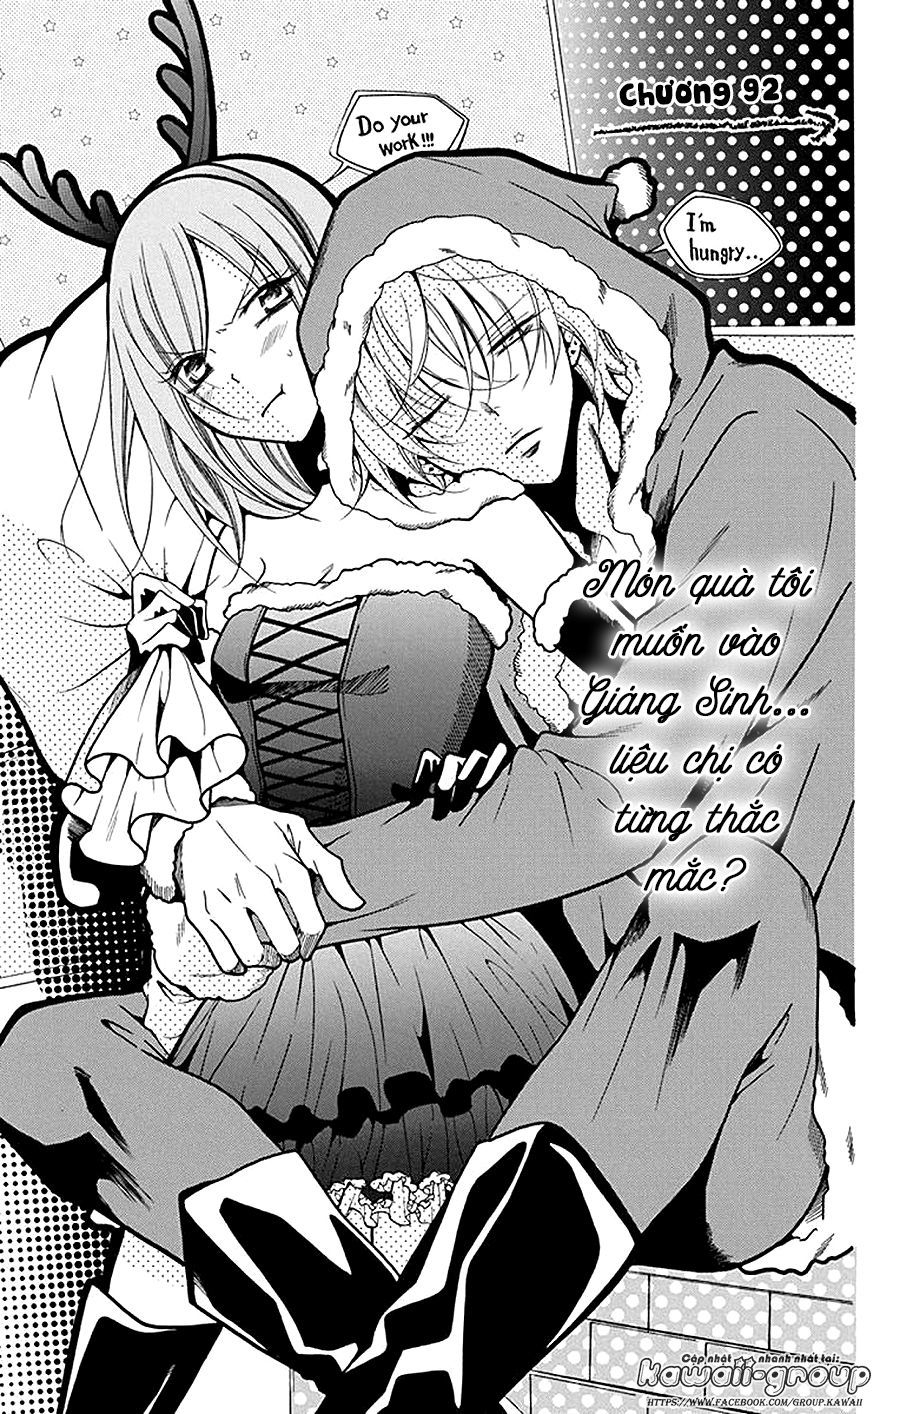 Chương 92
Do your
work!!!
I'm
hungry...
Món quà tôi
muốn vào
Giáng Sinh...
liệu chị có
từng thắc
mắc?
Cập nhật nhanh nhất tại:
kawaii-group
HTTPS://WWW.FACEBOOK.COM/GROUP.KAWAII